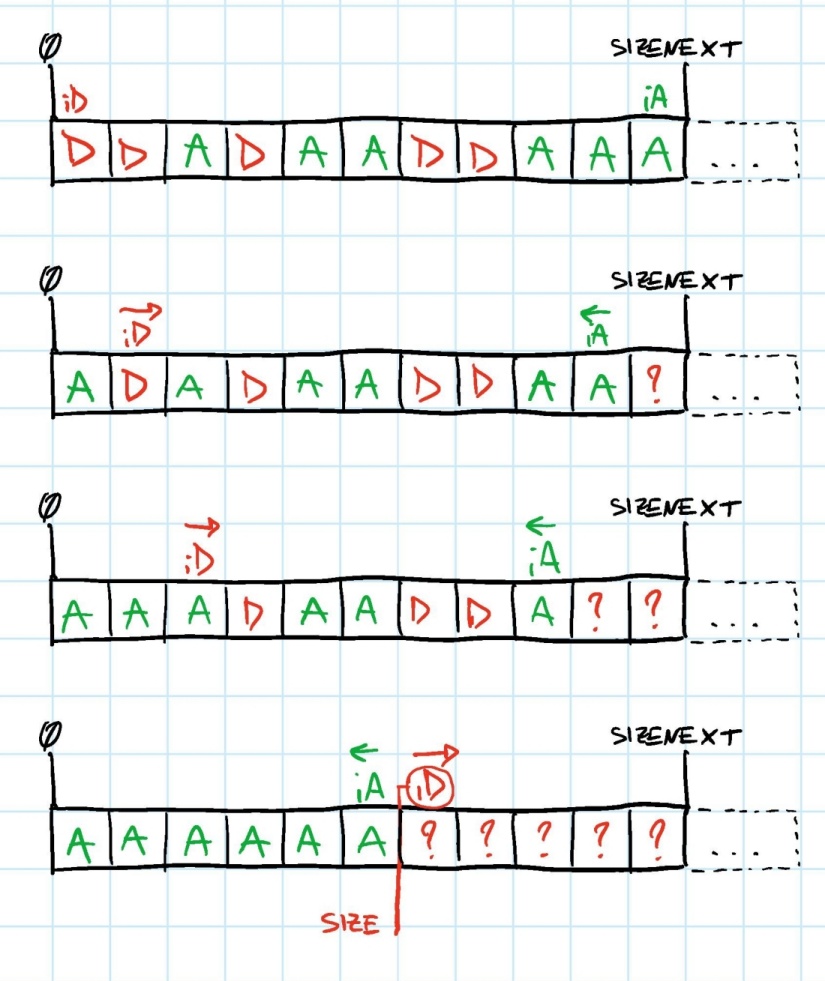 Ø SIZENEXT
iD iA
D D A D A A D D A A A ...
Ø SIZENEXT
iD iA
A D A D A A D D A A ? ...
Ø SIZENEXT
iD iA
A A A D A A D D A ? ? ...
Ø SIZENEXT
iA iD
A A A A A A ? ? ? ? ? ...
SIZE